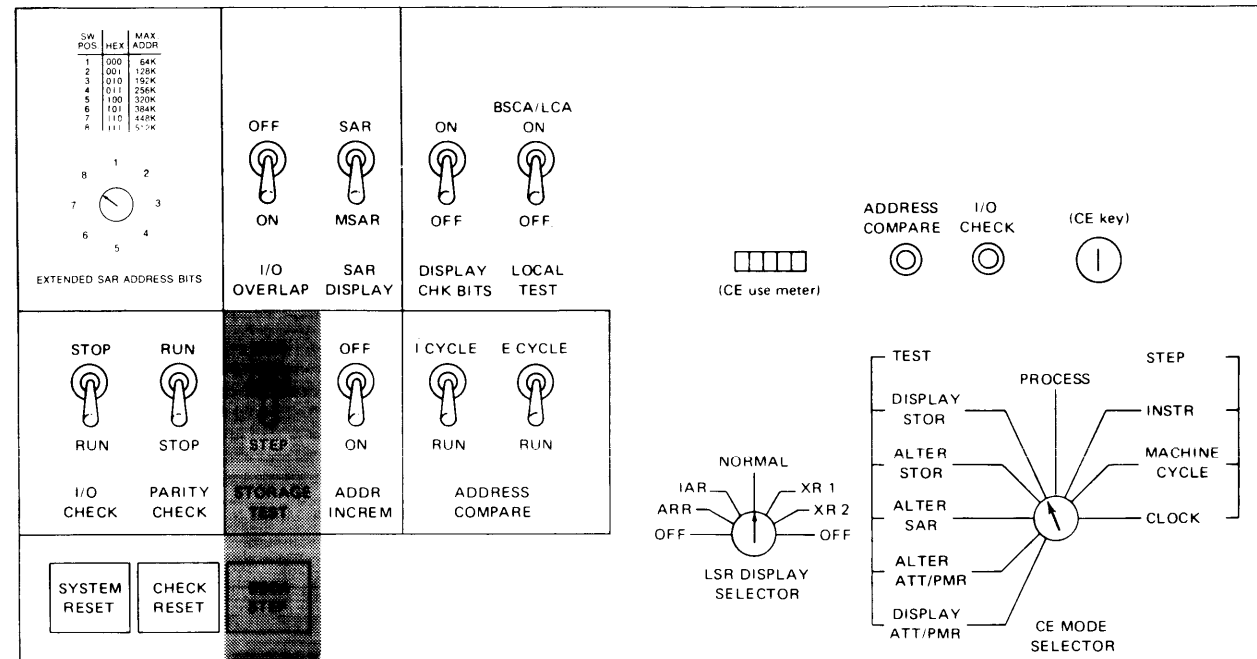 SW POS HEX MAX ADDR
1 000 64K
2 001 128K
3 010 192K
4 011 256K
5 100 320K
6 101 384K
7 110 448K
8 111 512K
1
2
3
4
5
6
7
8
EXTENDED SAR ADDRESS BITS
OFF
ON
I/O
OVERLAP
SAR
MSAR
SAR
DISPLAY
ON
OFF
DISPLAY
CHK BITS
BSCA/LCA
ON
OFF
LOCAL
TEST
STOP
RUN
I/O
CHECK
RUN
STOP
PARITY
CHECK
STEP
STORAGE
TEST
OFF
ON
ADDR
INCREM
I CYCLE
RUN
E CYCLE
RUN
ADDRESS
COMPARE
SYSTEM
RESET
CHECK
RESET
STEP
(CE use meter)
ADDRESS
COMPARE
I/O
CHECK
(CE key)
NORMAL
IAR
ARR
OFF
XR 1
XR 2
OFF
LSR DISPLAY
SELECTOR
TEST
DISPLAY
STOR
ALTER
STOR
ALTER
SAR
ALTER
ATT/PMR
DISPLAY
ATT/PMR
PROCESS
STEP
INSTR
MACHINE
CYCLE
CLOCK
CE MODE
SELECTOR